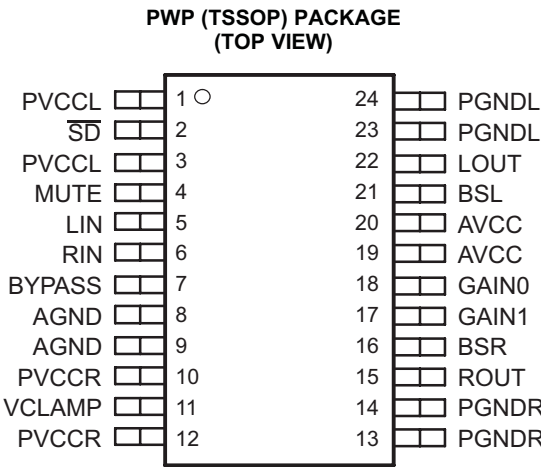 PWP (TSSOP) PACKAGE
(TOP VIEW)
PVCCL 1 24 PGNDL
SD 2 23 PGNDL
PVCCL 3 22 LOUT
MUTE 4 21 BSL
LIN 5 20 AVCC
RIN 6 19 AVCC
BYPASS 7 18 GAIN0
AGND 8 17 GAIN1
AGND 9 16 BSR
PVCCR 10 15 ROUT
VCLAMP 11 14 PGNDR
PVCCR 12 13 PGNDR